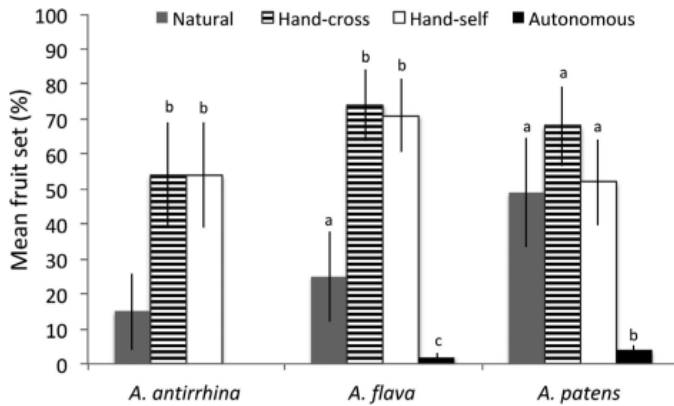 Natural Hand-cross Hand-self Autonomous
100
90
80
70
60
50
40
30
20
10
0
Mean fruit set (%)
b b
a b b c
a a a b
A. antirrhina A. flava A. patens